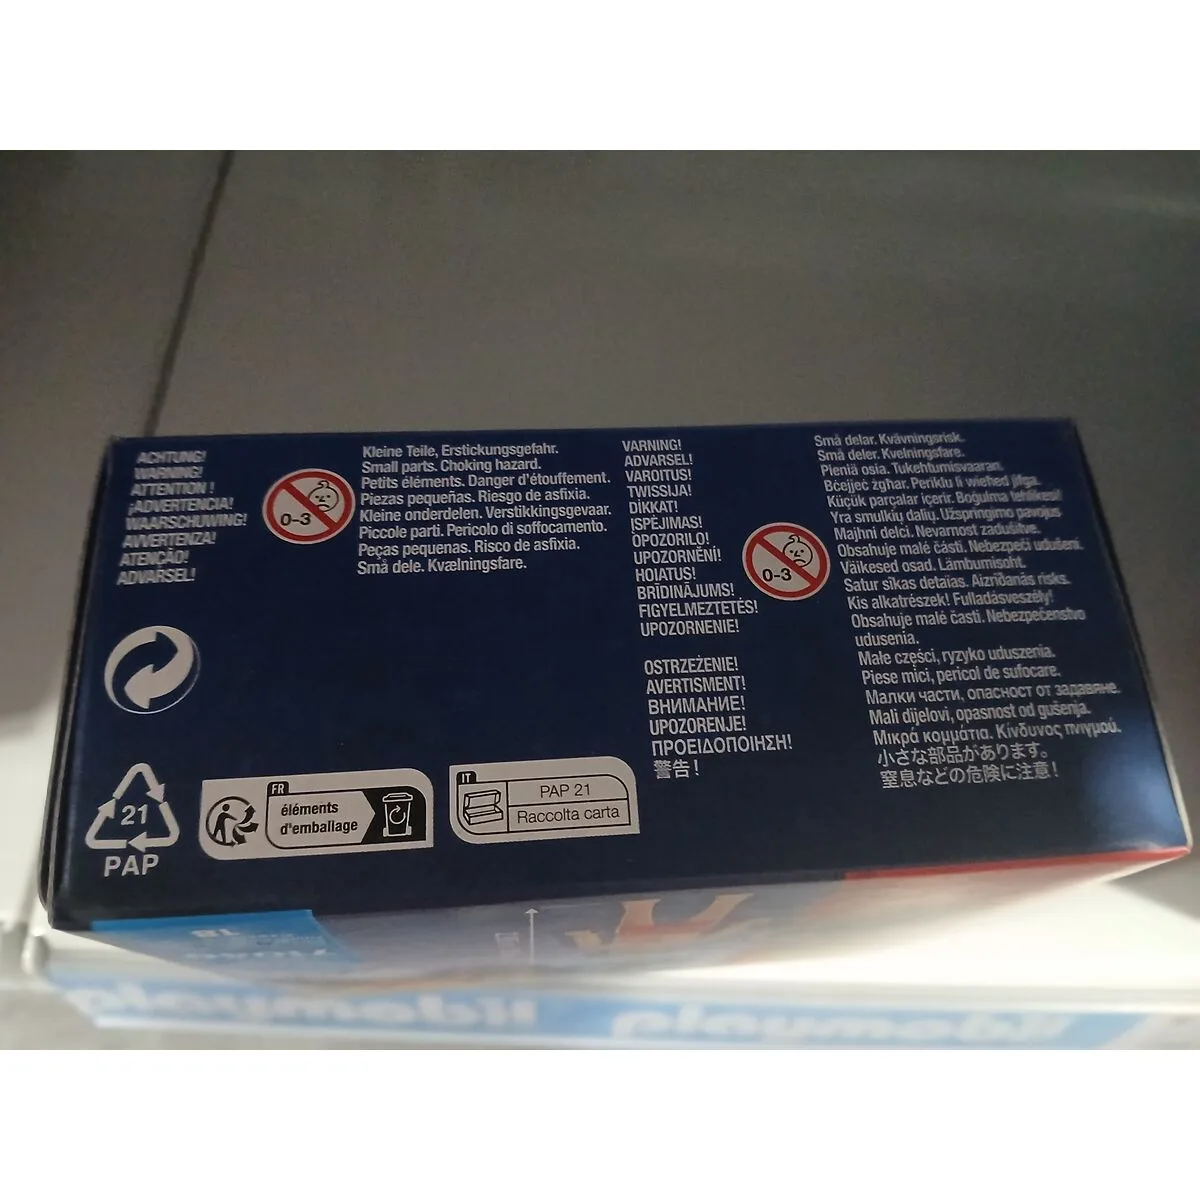 ACHTUNG!
WARNING!
ATTENTION !
¡ADVERTENCIA!
WAARSCHUWING!
AVVERTENZA!
ATENÇÃO!
ADVARSEL!
0-3
Kleine Teile, Erstickungsgefahr.
Small parts. Choking hazard.
Petits éléments. Danger d'étouffement.
Piezas pequeñas. Riesgo de asfixia.
Kleine onderdelen. Verstikkingsgevaar.
Piccole parti. Pericolo di soffocamento.
Peças pequenas. Risco de asfixia.
Små dele. Kvælningsfare.
VARNING!
ADVARSEL!
VAROITUS!
TWISSIJA!
DİKKAT!
ĮSPĖJIMAS!
OPOZORILO!
UPOZORNĚNÍ!
HOIATUS!
BRĪDINĀJUMS!
FIGYELMEZTETÉS!
UPOZORNENIE!
OSTRZEŻENIE!
AVERTISMENT!
ВНИМАНИЕ!
UPOZORENJE!
ΠΡΟΕΙΔΟΠΟΙΗΣΗ!
警告！
0-3
Små delar. Kvävningsrisk.
Små deler. Kvelningsfare.
Pieniä osia. Tukehtumisvaaran.
Bċejjeċ żgħar. Periklu li wieħed jifga.
Küçük parçalar içerir. Boğulma tehlikesi!
Yra smulkių dalių. Užspringimo pavojus
Majhni delci. Nevarnost zadušitve.
Obsahuje malé části. Nebezpečí udušení.
Väikesed osad. Lämbumisoht.
Satur sīkas detaļas. Aizrīšanās risks.
Kis alkatrészek! Fulladásveszély!
Obsahuje malé časti. Nebezpečenstvo
udusenia.
Małe części, ryzyko uduszenia.
Piese mici, pericol de sufocare.
Малки части, опасност от задавяне.
Mali dijelovi, opasnost od gušenja.
Μικρά κομμάτια. Κίνδυνος πνιγμού.
小さな部品があります。
窒息などの危険に注意！
21
PAP
FR
éléments
d'emballage
IT
PAP 21
Raccolta carta
18
playmobil
playmobil